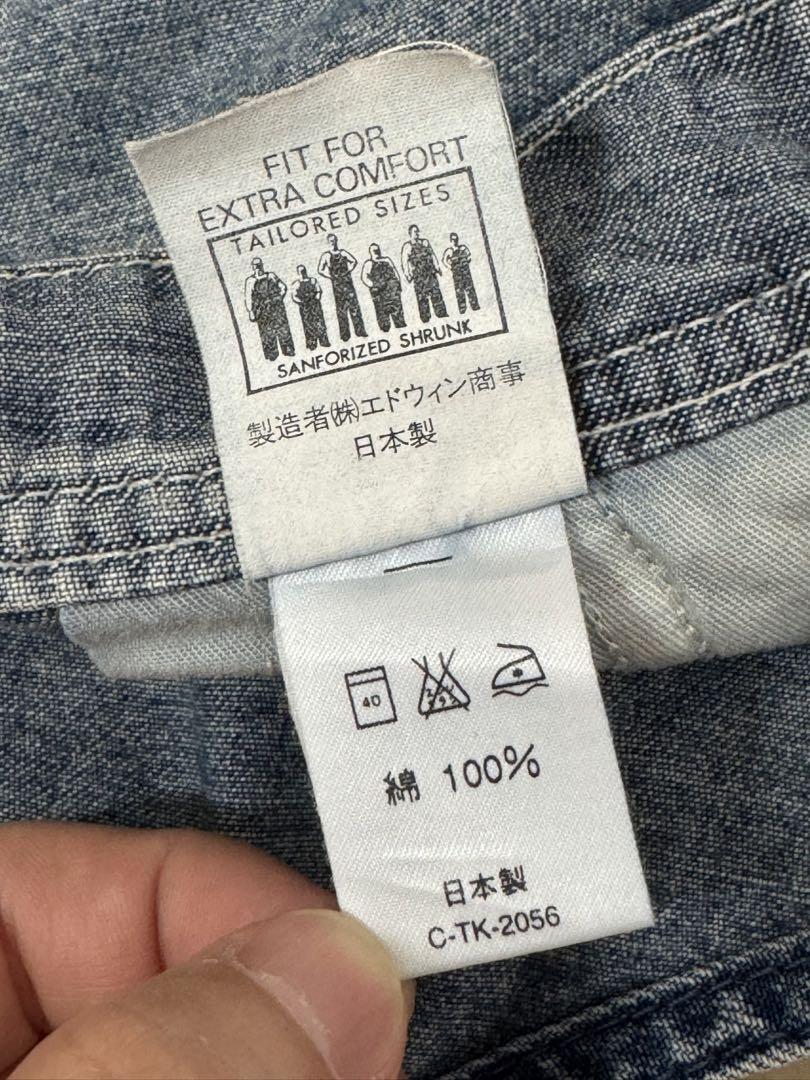 FIT FOR
EXTRA COMFORT
TAILORED SIZES
SANFORIZED SHRUNK
製造者㈱エドウィン商事
日本製
40
綿 100%
日本製
C-TK-2056